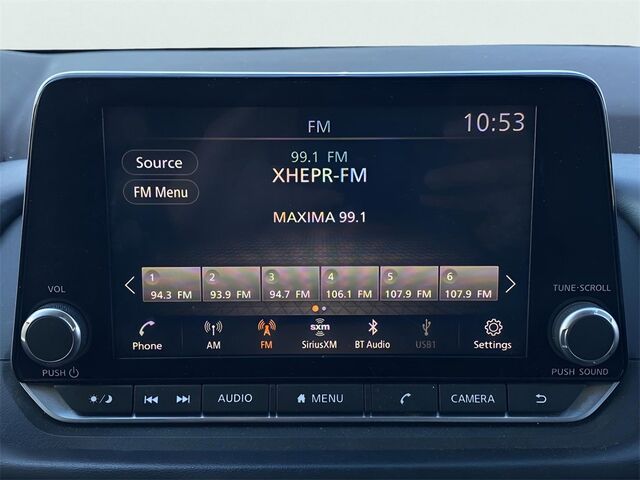 FM 10:53
99.1 FM
Source
XHEPR-FM
FM Menu
MAXIMA 99.1
1 2 3 4 5 6
94.3 FM 93.9 FM 94.7 FM 106.1 FM 107.9 FM 107.9 FM
VOL TUNE·SCROLL
Phone AM FM sxm SiriusXM BT Audio USB1 Settings
PUSH PUSH SOUND
AUDIO MENU CAMERA